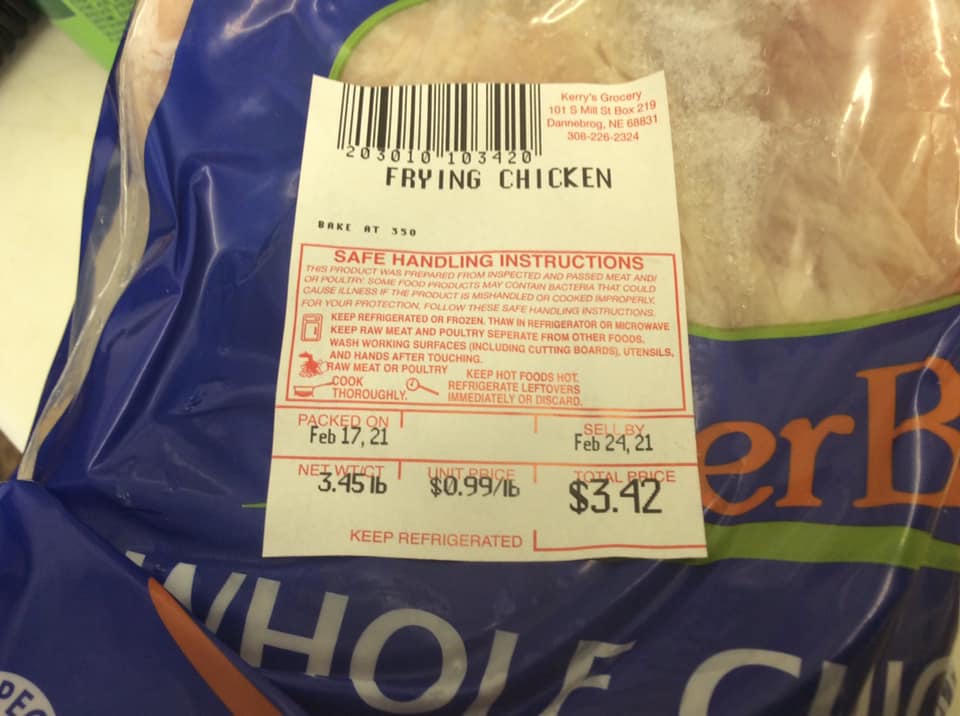 Kerry's Grocery
101 S Mill St Box 219
Dannebrog, NE 68831
308-226-2324
203010 103420
FRYING CHICKEN
BAKE AT 350
SAFE HANDLING INSTRUCTIONS
THIS PRODUCT WAS PREPARED FROM INSPECTED AND PASSED MEAT AND/
OR POULTRY. SOME FOOD PRODUCTS MAY CONTAIN BACTERIA THAT COULD
CAUSE ILLNESS IF THE PRODUCT IS MISHANDLED OR COOKED IMPROPERLY.
FOR YOUR PROTECTION, FOLLOW THESE SAFE HANDLING INSTRUCTIONS.
KEEP REFRIGERATED OR FROZEN. THAW IN REFRIGERATOR OR MICROWAVE
KEEP RAW MEAT AND POULTRY SEPERATE FROM OTHER FOODS.
WASH WORKING SURFACES (INCLUDING CUTTING BOARDS), UTENSILS,
AND HANDS AFTER TOUCHING.
RAW MEAT OR POULTRY
COOK
THOROUGHLY.
KEEP HOT FOODS HOT.
REFRIGERATE LEFTOVERS
IMMEDIATELY OR DISCARD.
PACKED ON
Feb 17, 21
SELL BY
Feb 24, 21
NET WT/CT
3.45 lb
UNIT PRICE
$0.99/lb
TOTAL PRICE
$3.42
KEEP REFRIGERATED
erB
WHOLE